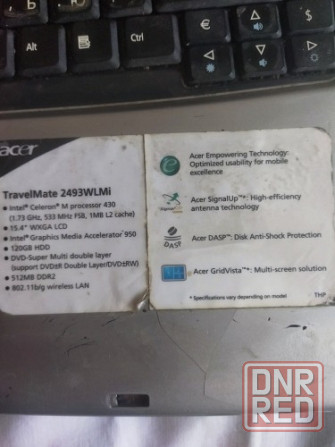 ь
€
$
Alt
Ctrl
acer
TravelMate 2493WLMi
• Intel® Celeron® M processor 430
(1.73 GHz, 533 MHz FSB, 1MB L2 cache)
• 15.4" WXGA LCD
• Intel® Graphics Media Accelerator 950
• 120GB HDD
• DVD-Super Multi double layer
(support DVD±R Double Layer/DVD±RW)
• 512MB DDR2
• 802.11b/g wireless LAN
Acer Empowering Technology:
Optimized usability for mobile
excellence
Acer SignalUp™*: High-efficiency
antenna technology
DASP
Acer DASP™: Disk Anti-Shock Protection
Acer GridVista™*: Multi-screen solution
* Specifications vary depending on model
THP
DNR
RED